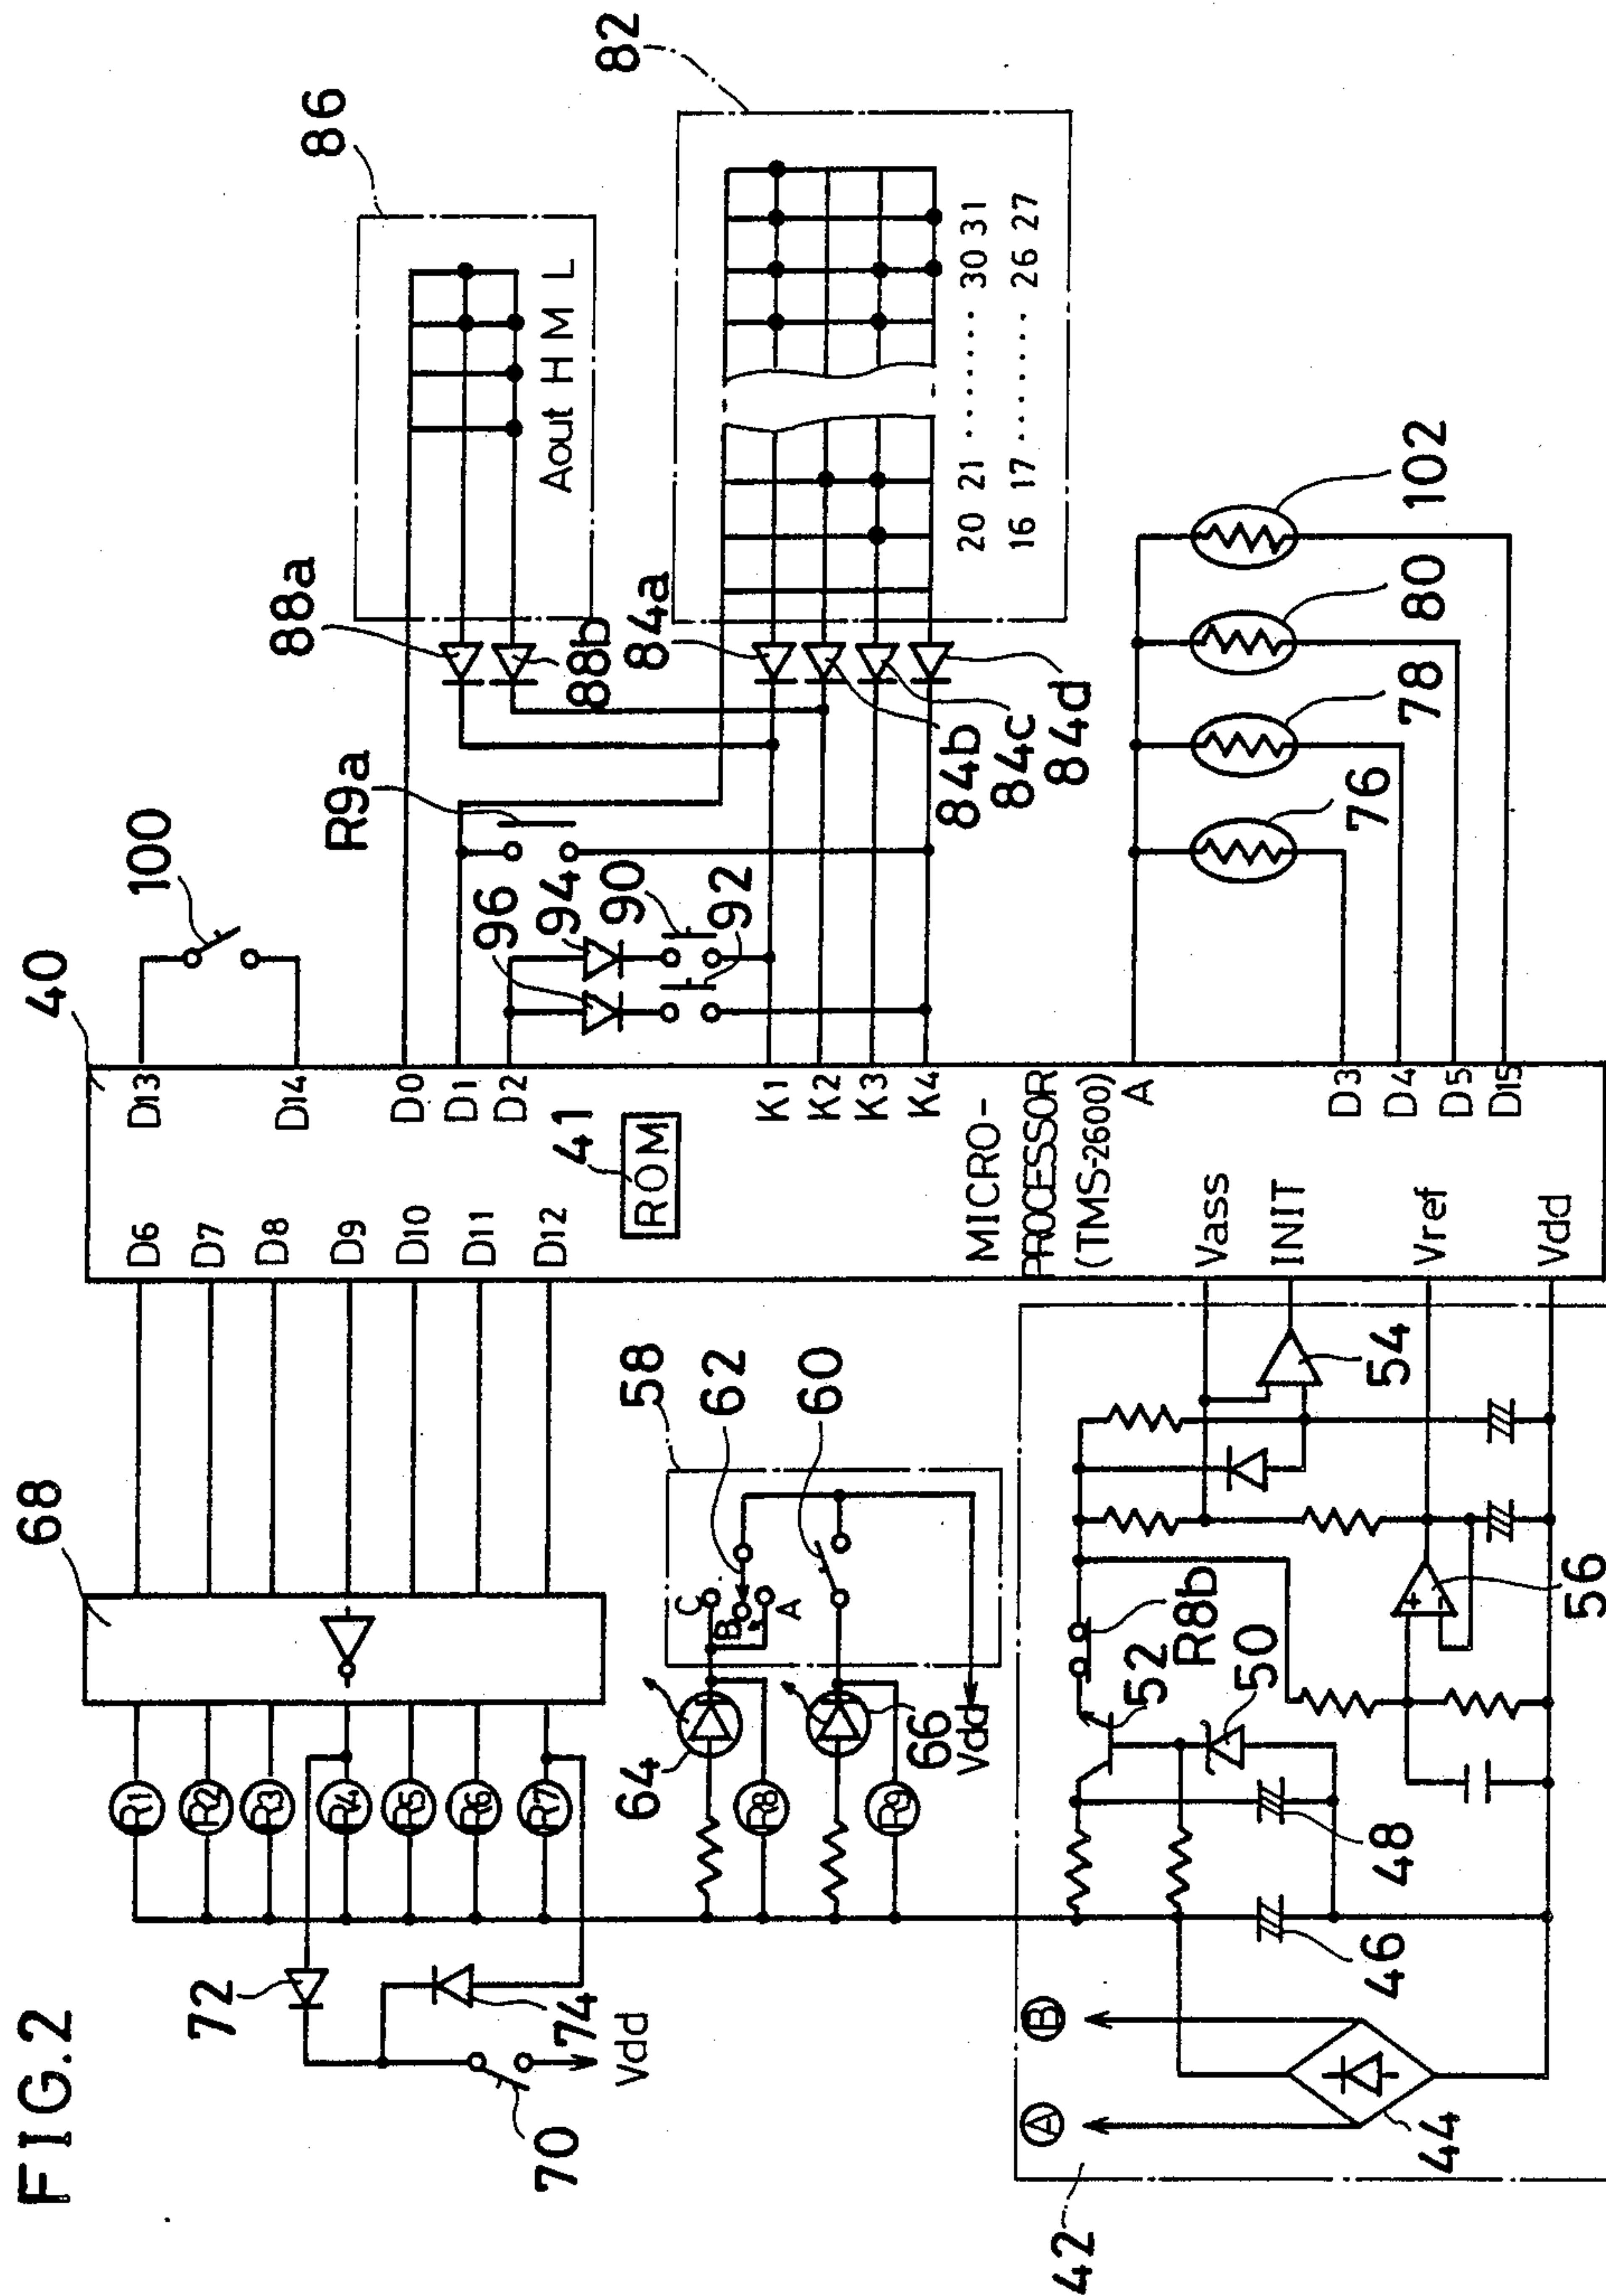 FIG.2
68
40
100
86
82
R1
R2
R3
R4
R5
R6
R7
72
74
70
Vdd
D6
D7
D8
D9
D10
D11
D12
D13
D14
D0
D1
D2
41
ROM
K1
K2
K3
K4
MICRO-
PROCESSOR
(TMS-2600)
A
D3
D4
D5
D15
Vass
INIT
Vref
Vdd
R9a
96
94
90
92
88a
88b
84a
84b
84c
84d
Aout H M L
20 21 ....... 30 31
16 17 ....... 26 27
58
62
60
C
B
A
64
66
R8
R9
Vdd
42
A
B
44
46
48
50
52
R8b
54
56
76
78
80
102